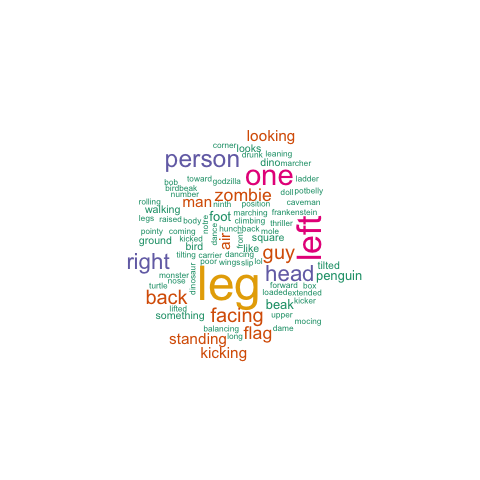 looking
corner looks
drunk leaning
person dino marcher
one
toward godzilla ladder
bob
birdbeak zombie doll potbelly
number
rolling man ninth position caveman
walking foot marching frankenstein
legs raised body notre climbing thriller left
pointy coming dance hunchback mole
ground kicked air front square
bird like guy
tilting carrier dancing
right poor wings slip lol head tilted
monster dinosaur leg penguin
turtle nose forward box
back loaded extended
lifted beak kicker
something facing upper
balancing flag mocing
standing long dame
kicking